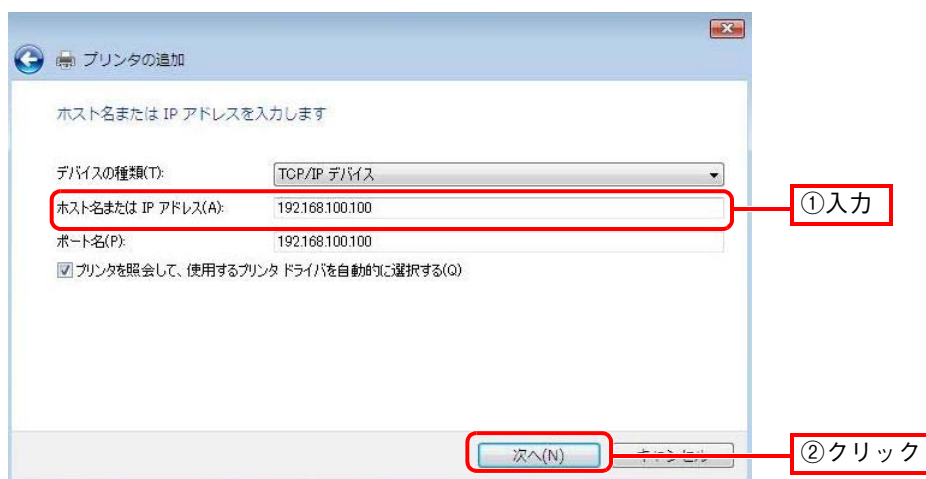 プリンタの追加
ホスト名または IP アドレスを入力します
デバイスの種類(T): TCP/IP デバイス
ホスト名または IP アドレス(A): 192.168.100.100
①入力
ポート名(P): 192.168.100.100
プリンタを照会して、使用するプリンタ ドライバを自動的に選択する(Q)
次へ(N) キャンセル
②クリック